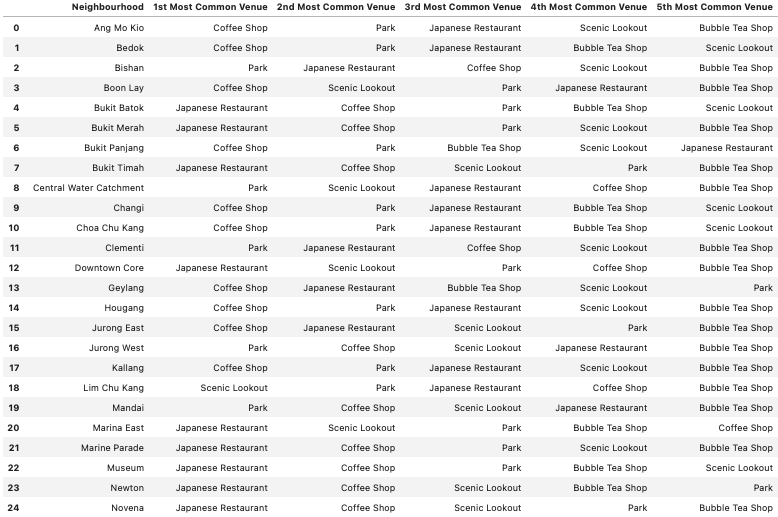 Neighbourhood 1st Most Common Venue 2nd Most Common Venue 3rd Most Common Venue 4th Most Common Venue 5th Most Common Venue
0 Ang Mo Kio Coffee Shop Park Japanese Restaurant Scenic Lookout Bubble Tea Shop
1 Bedok Coffee Shop Park Japanese Restaurant Bubble Tea Shop Scenic Lookout
2 Bishan Park Japanese Restaurant Coffee Shop Scenic Lookout Bubble Tea Shop
3 Boon Lay Coffee Shop Scenic Lookout Park Japanese Restaurant Bubble Tea Shop
4 Bukit Batok Japanese Restaurant Coffee Shop Park Bubble Tea Shop Scenic Lookout
5 Bukit Merah Japanese Restaurant Coffee Shop Park Scenic Lookout Bubble Tea Shop
6 Bukit Panjang Coffee Shop Park Bubble Tea Shop Scenic Lookout Japanese Restaurant
7 Bukit Timah Japanese Restaurant Coffee Shop Scenic Lookout Park Bubble Tea Shop
8 Central Water Catchment Park Scenic Lookout Japanese Restaurant Coffee Shop Bubble Tea Shop
9 Changi Coffee Shop Park Japanese Restaurant Bubble Tea Shop Scenic Lookout
10 Choa Chu Kang Coffee Shop Park Japanese Restaurant Bubble Tea Shop Scenic Lookout
11 Clementi Park Japanese Restaurant Coffee Shop Scenic Lookout Bubble Tea Shop
12 Downtown Core Japanese Restaurant Scenic Lookout Park Coffee Shop Bubble Tea Shop
13 Geylang Coffee Shop Japanese Restaurant Bubble Tea Shop Scenic Lookout Park
14 Hougang Coffee Shop Park Japanese Restaurant Scenic Lookout Bubble Tea Shop
15 Jurong East Coffee Shop Japanese Restaurant Scenic Lookout Park Bubble Tea Shop
16 Jurong West Park Coffee Shop Scenic Lookout Japanese Restaurant Bubble Tea Shop
17 Kallang Coffee Shop Park Japanese Restaurant Scenic Lookout Bubble Tea Shop
18 Lim Chu Kang Scenic Lookout Park Japanese Restaurant Coffee Shop Bubble Tea Shop
19 Mandai Park Coffee Shop Scenic Lookout Japanese Restaurant Bubble Tea Shop
20 Marina East Japanese Restaurant Scenic Lookout Park Bubble Tea Shop Coffee Shop
21 Marine Parade Japanese Restaurant Coffee Shop Park Scenic Lookout Bubble Tea Shop
22 Museum Japanese Restaurant Coffee Shop Park Bubble Tea Shop Scenic Lookout
23 Newton Japanese Restaurant Coffee Shop Scenic Lookout Bubble Tea Shop Park
24 Novena Japanese Restaurant Coffee Shop Scenic Lookout Park Bubble Tea Shop